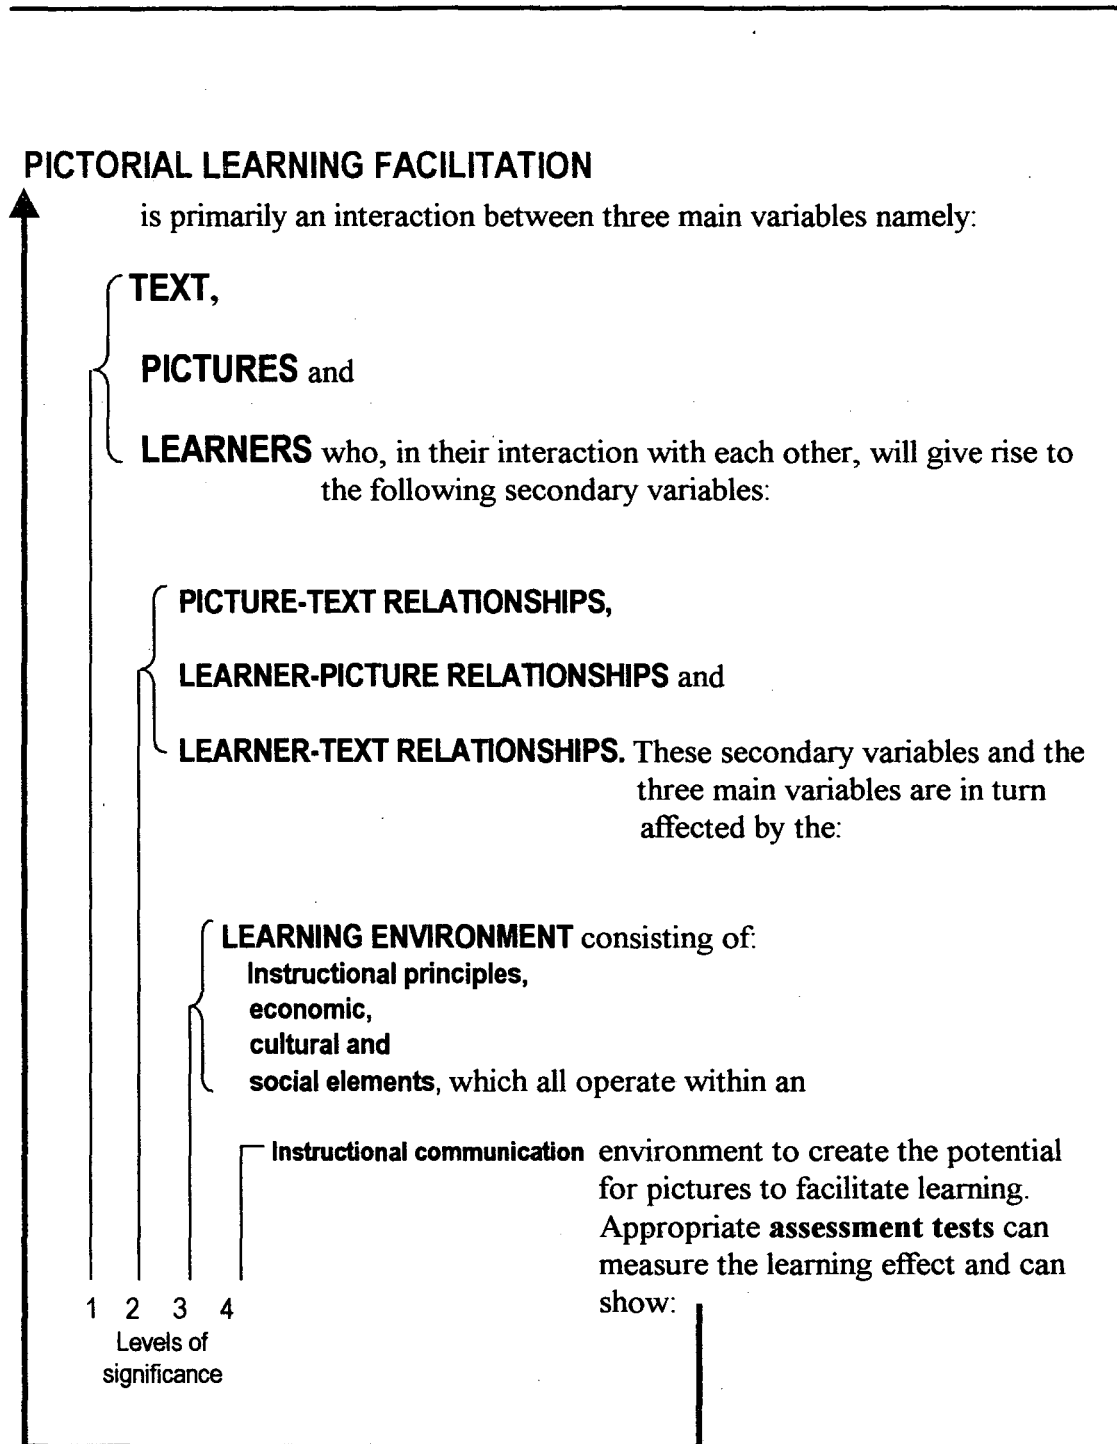 PICTORIAL LEARNING FACILITATION
is primarily an interaction between three main variables namely:
TEXT,
PICTURES and
LEARNERS who, in their interaction with each other, will give rise to
the following secondary variables:
PICTURE-TEXT RELATIONSHIPS,
LEARNER-PICTURE RELATIONSHIPS and
LEARNER-TEXT RELATIONSHIPS. These secondary variables and the
three main variables are in turn
affected by the:
LEARNING ENVIRONMENT consisting of:
Instructional principles,
economic,
cultural and
social elements, which all operate within an
Instructional communication environment to create the potential
for pictures to facilitate learning.
Appropriate assessment tests can
measure the learning effect and can
show:
1 2 3 4
Levels of
significance